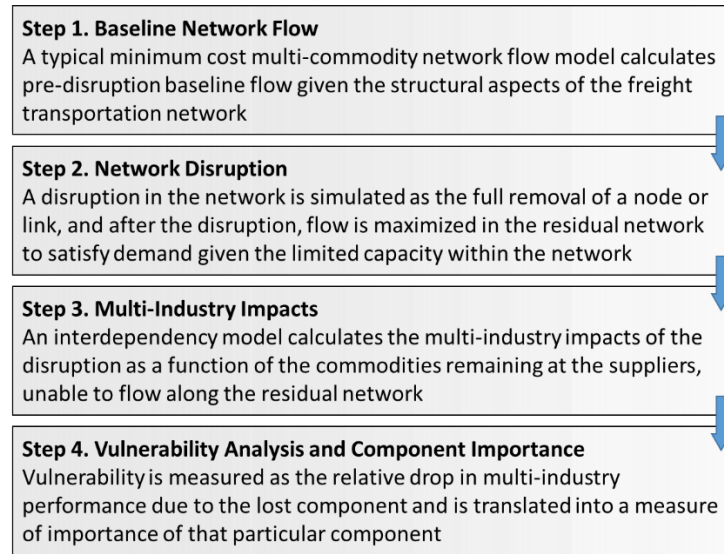 Step 1. Baseline Network Flow
A typical minimum cost multi-commodity network flow model calculates
pre-disruption baseline flow given the structural aspects of the freight
transportation network
Step 2. Network Disruption
A disruption in the network is simulated as the full removal of a node or
link, and after the disruption, flow is maximized in the residual network
to satisfy demand given the limited capacity within the network
Step 3. Multi-Industry Impacts
An interdependency model calculates the multi-industry impacts of the
disruption as a function of the commodities remaining at the suppliers,
unable to flow along the residual network
Step 4. Vulnerability Analysis and Component Importance
Vulnerability is measured as the relative drop in multi-industry
performance due to the lost component and is translated into a measure
of importance of that particular component